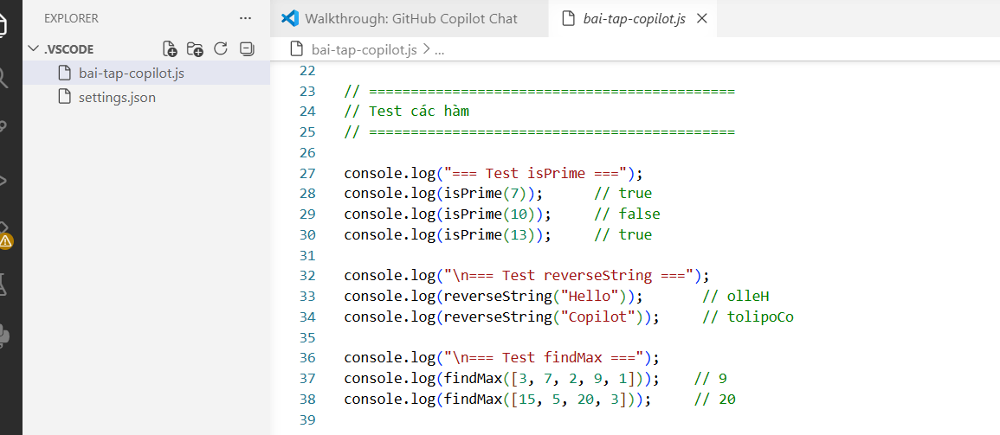 EXPLORER
...
.VSCODE
bai-tap-copilot.js
settings.json
Walkthrough: GitHub Copilot Chat
bai-tap-copilot.js
bai-tap-copilot.js > ...
22
23 // ============================================
24 // Test các hàm
25 // ============================================
26
27 console.log("=== Test isPrime ===");
28 console.log(isPrime(7));      // true
29 console.log(isPrime(10));     // false
30 console.log(isPrime(13));     // true
31
32 console.log("\n=== Test reverseString ===");
33 console.log(reverseString("Hello"));       // olleH
34 console.log(reverseString("Copilot"));     // tolipoCo
35
36 console.log("\n=== Test findMax ===");
37 console.log(findMax([3, 7, 2, 9, 1]));    // 9
38 console.log(findMax([15, 5, 20, 3]));     // 20
39